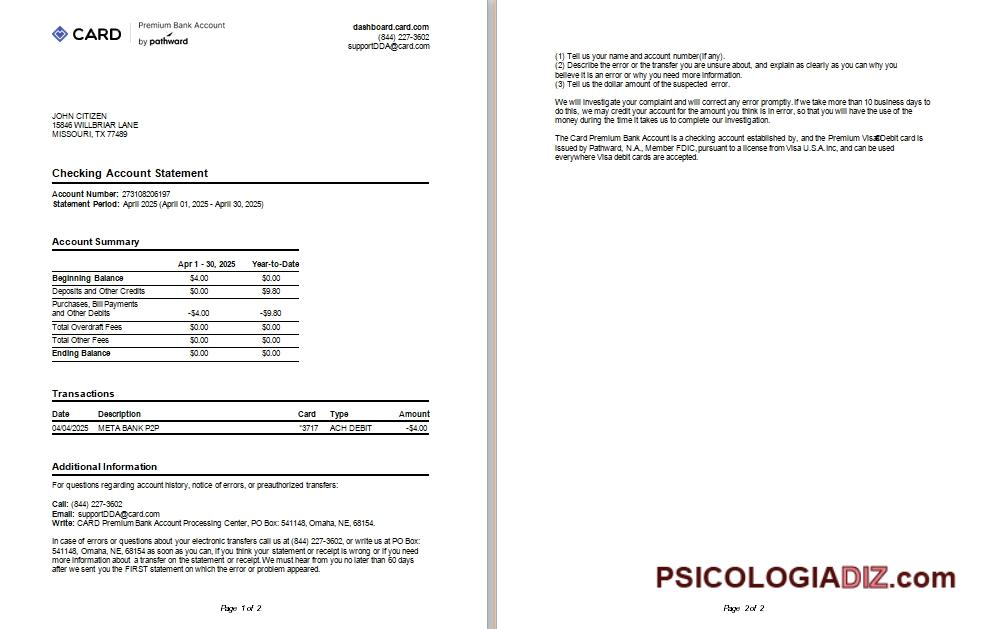 CARD
Premium Bank Account
by pathward
dashboard.card.com
(844) 227-3602
supportDDA@card.com
JOHN CITIZEN
15846 WILLBRIAR LANE
MISSOURI, TX 77489
Checking Account Statement
Account Number: 273108206197
Statement Period: April 2025 (April 01, 2025 - April 30, 2025)
Account Summary
Apr 1 - 30, 2025 Year-to-Date
Beginning Balance $4.00 $0.00
Deposits and Other Credits $0.00 $9.80
Purchases, Bill Payments
and Other Debits -$4.00 -$9.80
Total Overdraft Fees $0.00 $0.00
Total Other Fees $0.00 $0.00
Ending Balance $0.00 $0.00
Transactions
Date Description Card Type Amount
04/04/2025 META BANK P2P *3717 ACH DEBIT -$4.00
Additional Information
For questions regarding account history, notice of errors, or preauthorized transfers:
Call: (844) 227-3602
Email: supportDDA@card.com
Write: CARD Premium Bank Account Processing Center, PO Box: 541148, Omaha, NE, 68154.
In case of errors or questions about your electronic transfers call us at (844) 227-3602, or write us at PO Box:
541148, Omaha, NE, 68154 as soon as you can, if you think your statement or receipt is wrong or if you need
more information about a transfer on the statement or receipt.We must hear from you no later than 60 days
after we sent you the FIRST statement on which the error or problem appeared.
Page 1 of 2
(1) Tell us your name and account number(if any).
(2) Describe the error or the transfer you are unsure about, and explain as clearly as you can why you
believe it is an error or why you need more information.
(3) Tell us the dollar amount of the suspected error.
We will investigate your complaint and will correct any error promptly. If we take more than 10 business days to
do this, we may credit your account for the amount you think is in error, so that you will have the use of the
money during the time it takes us to complete our investigation.
The Card Premium Bank Account is a checking account established by, and the Premium Visa Debit card is
issued by Pathward, N.A., Member FDIC,pursuant to a license from Visa U.S.A. Inc, and can be used
everywhere Visa debit cards are accepted.
PSICOLOGIADIZ.com
Page 2 of 2